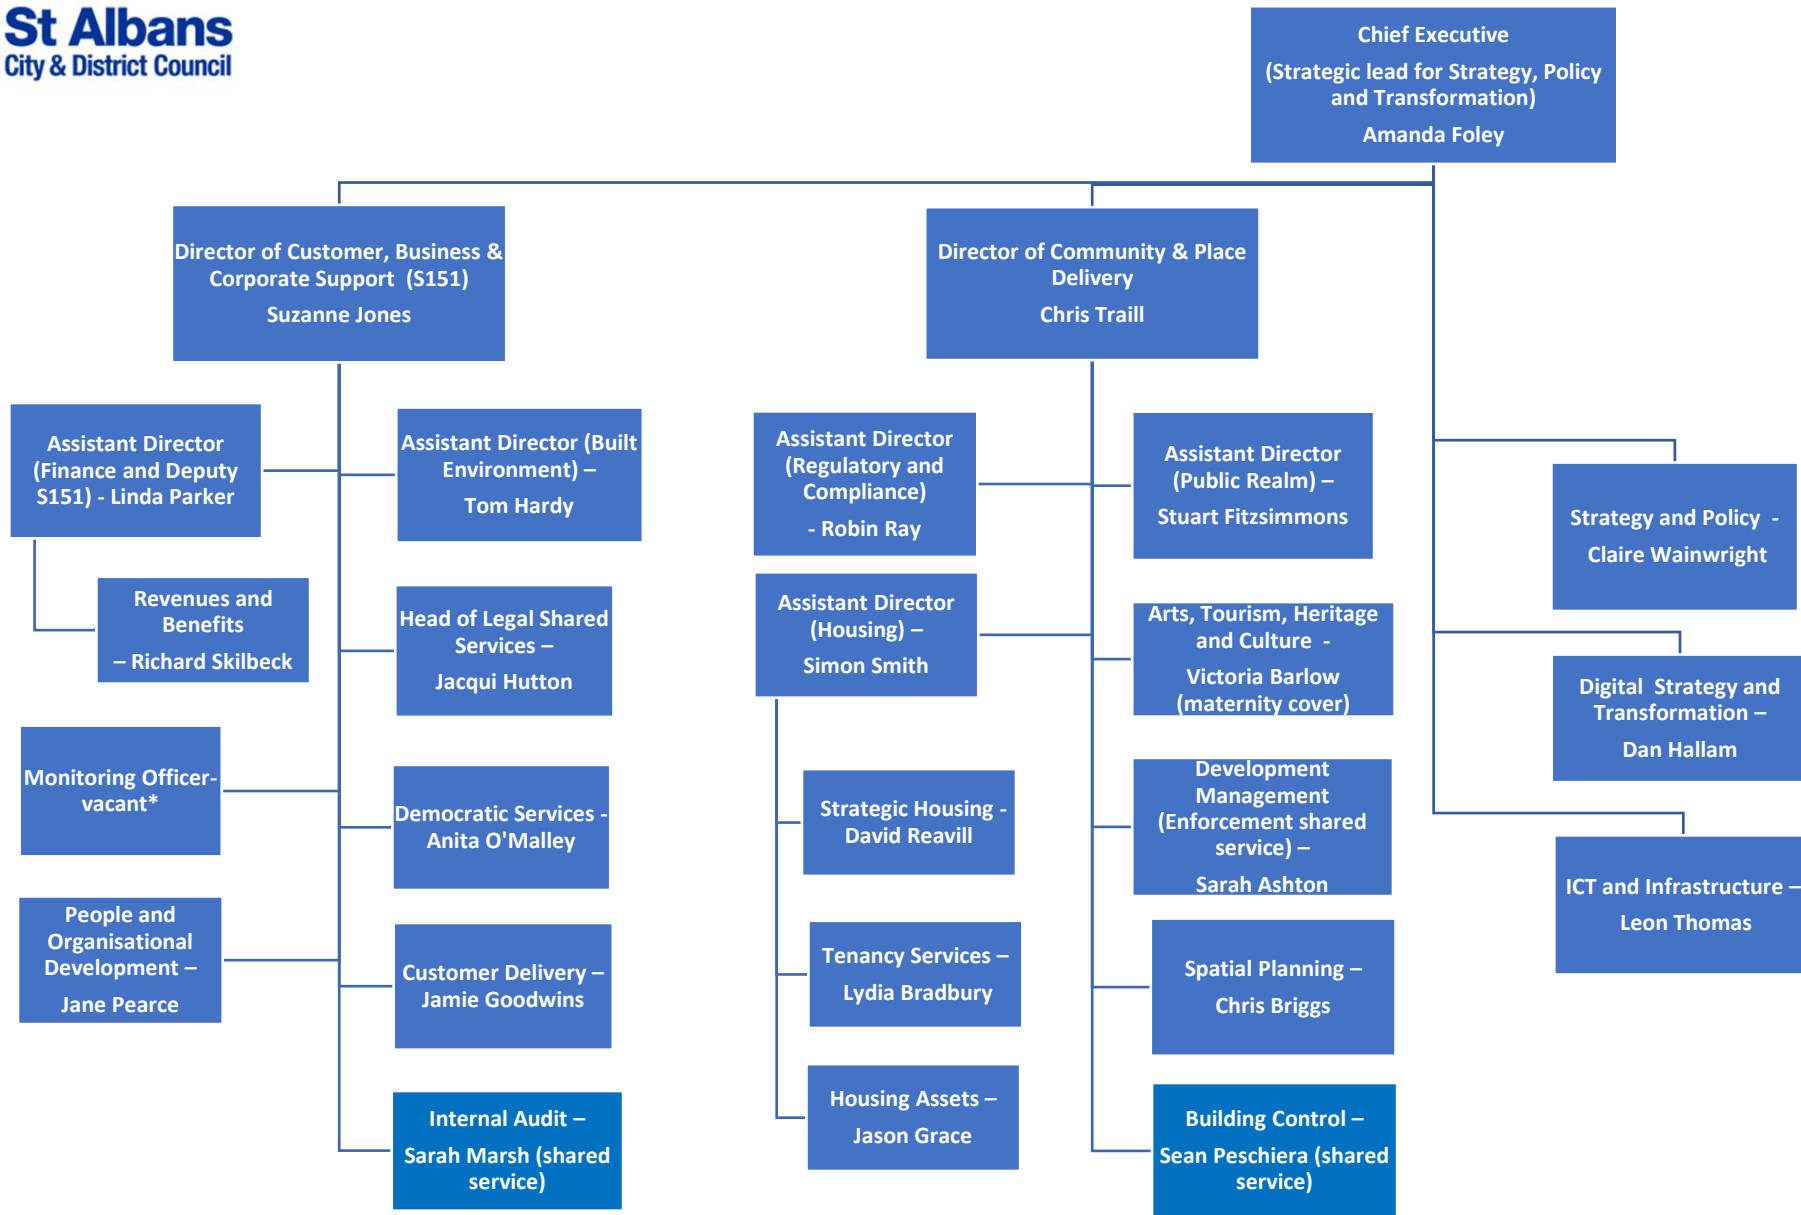 St Albans
City & District Council
Chief Executive
(Strategic lead for Strategy, Policy
and Transformation)
Amanda Foley
Director of Customer, Business &
Corporate Support (S151)
Suzanne Jones
Director of Community & Place
Delivery
Chris Traill
Assistant Director
(Finance and Deputy
S151) - Linda Parker
Revenues and
Benefits
– Richard Skilbeck
Monitoring Officer-
vacant*
People and
Organisational
Development –
Jane Pearce
Assistant Director (Built
Environment) –
Tom Hardy
Head of Legal Shared
Services –
Jacqui Hutton
Democratic Services -
Anita O'Malley
Customer Delivery –
Jamie Goodwins
Internal Audit –
Sarah Marsh (shared
service)
Assistant Director
(Regulatory and
Compliance)
- Robin Ray
Assistant Director
(Housing) –
Simon Smith
Strategic Housing -
David Reavill
Tenancy Services –
Lydia Bradbury
Housing Assets –
Jason Grace
Assistant Director
(Public Realm) –
Stuart Fitzsimmons
Arts, Tourism, Heritage
and Culture -
Victoria Barlow
(maternity cover)
Development
Management
(Enforcement shared
service) –
Sarah Ashton
Spatial Planning –
Chris Briggs
Building Control –
Sean Peschiera (shared
service)
Strategy and Policy -
Claire Wainwright
Digital Strategy and
Transformation –
Dan Hallam
ICT and Infrastructure –
Leon Thomas